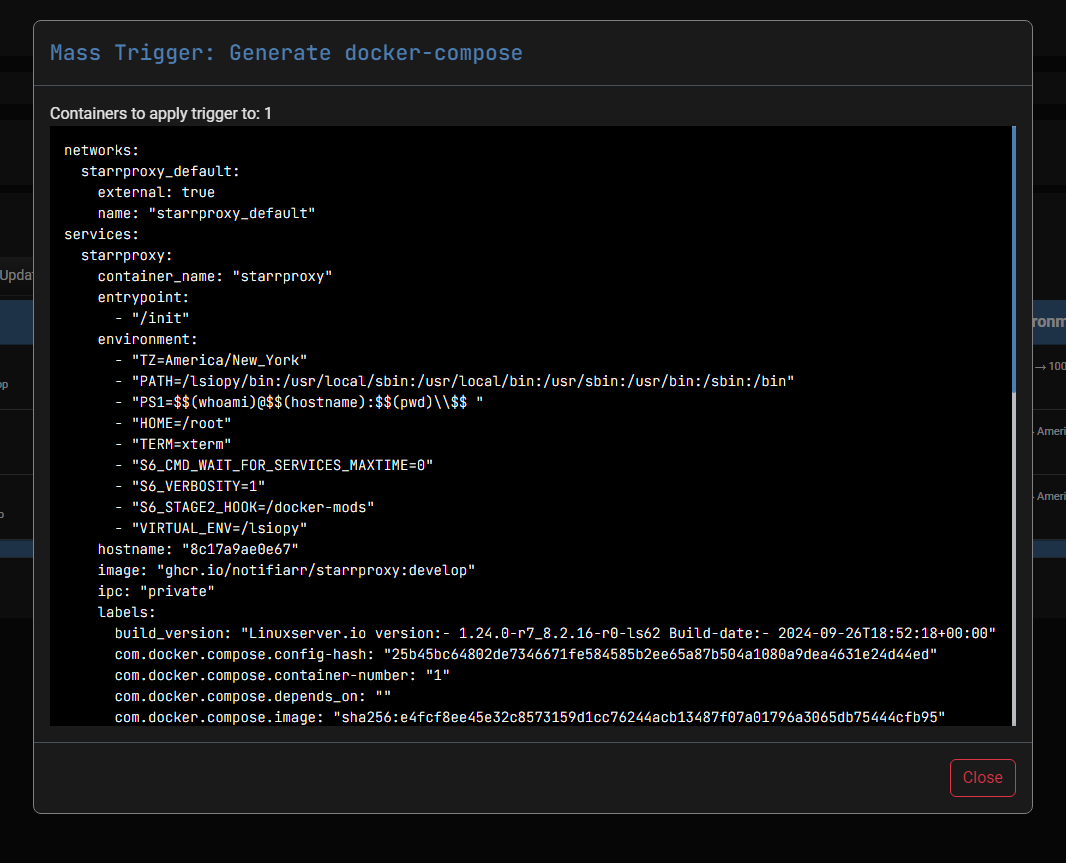 Mass Trigger: Generate docker-compose
Containers to apply trigger to: 1
networks:
  starrproxy_default:
    external: true
    name: "starrproxy_default"
services:
  starrproxy:
    container_name: "starrproxy"
    entrypoint:
      - "/init"
    environment:
      - "TZ=America/New_York"
      - "PATH=/lsiopy/bin:/usr/local/sbin:/usr/local/bin:/usr/sbin:/usr/bin:/sbin:/bin"
      - "PS1=$$(whoami)@$$(hostname):$$(pwd)\\$$ "
      - "HOME=/root"
      - "TERM=xterm"
      - "S6_CMD_WAIT_FOR_SERVICES_MAXTIME=0"
      - "S6_VERBOSITY=1"
      - "S6_STAGE2_HOOK=/docker-mods"
      - "VIRTUAL_ENV=/lsiopy"
    hostname: "8c17a9ae0e67"
    image: "ghcr.io/notifiarr/starrproxy:develop"
    ipc: "private"
    labels:
      build_version: "Linuxserver.io version:- 1.24.0-r7_8.2.16-r0-ls62 Build-date:- 2024-09-26T18:52:18+00:00"
      com.docker.compose.config-hash: "25b45bc64802de7346671fe584585b2ee65a87b504a1080a9dea4631e24d44ed"
      com.docker.compose.container-number: "1"
      com.docker.compose.depends_on: ""
      com.docker.compose.image: "sha256:e4fcf8ee45e32c8573159d1cc76244acb13487f07a01796a3065db75444cfb95"
Close